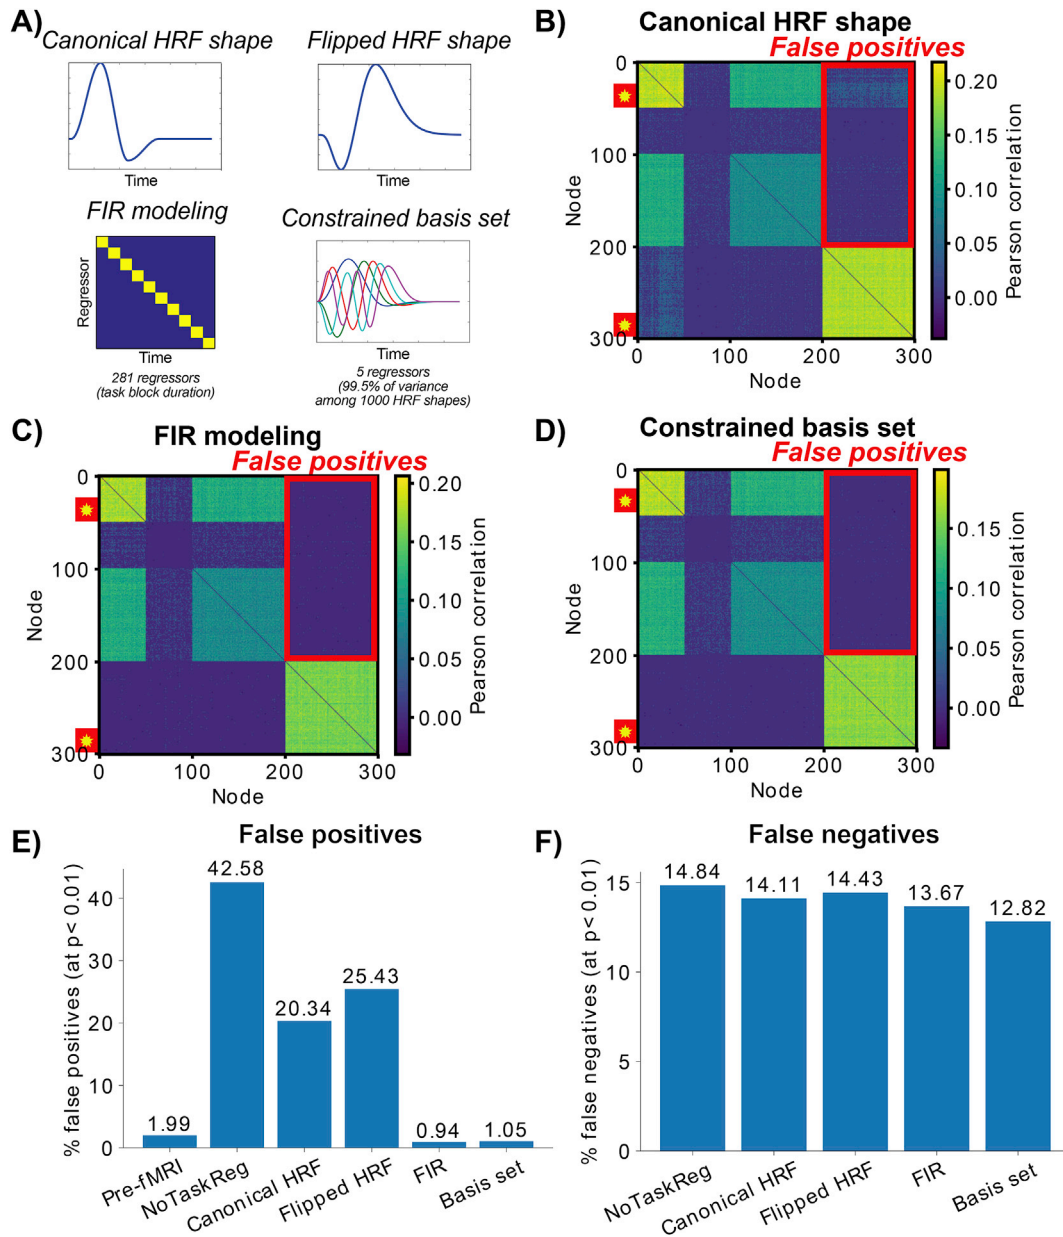 A)
Canonical HRF shape
Flipped HRF shape
Time
Time
FIR modeling
Constrained basis set
Regressor
Time
Time
281 regressors
(task block duration)
5 regressors
(99.5% of variance
among 1000 HRF shapes)
B)
Canonical HRF shape
False positives
0
100
200
300
Node
0
100
200
300
Node
0.20
0.15
0.10
0.05
0.00
Pearson correlation
C)
FIR modeling
False positives
0
100
200
300
Node
0
100
200
300
Node
0.20
0.15
0.10
0.05
0.00
Pearson correlation
D)
Constrained basis set
False positives
0
100
200
300
Node
0
100
200
300
Node
0.15
0.10
0.05
0.00
Pearson correlation
E)
False positives
% false positives (at p< 0.01)
40
30
20
10
0
1.99
42.58
20.34
25.43
0.94
1.05
Pre-fMRI
NoTaskReg
Canonical HRF
Flipped HRF
FIR
Basis set
F)
False negatives
% false negatives (at p< 0.01)
15
10
5
0
14.84
14.11
14.43
13.67
12.82
NoTaskReg
Canonical HRF
Flipped HRF
FIR
Basis set